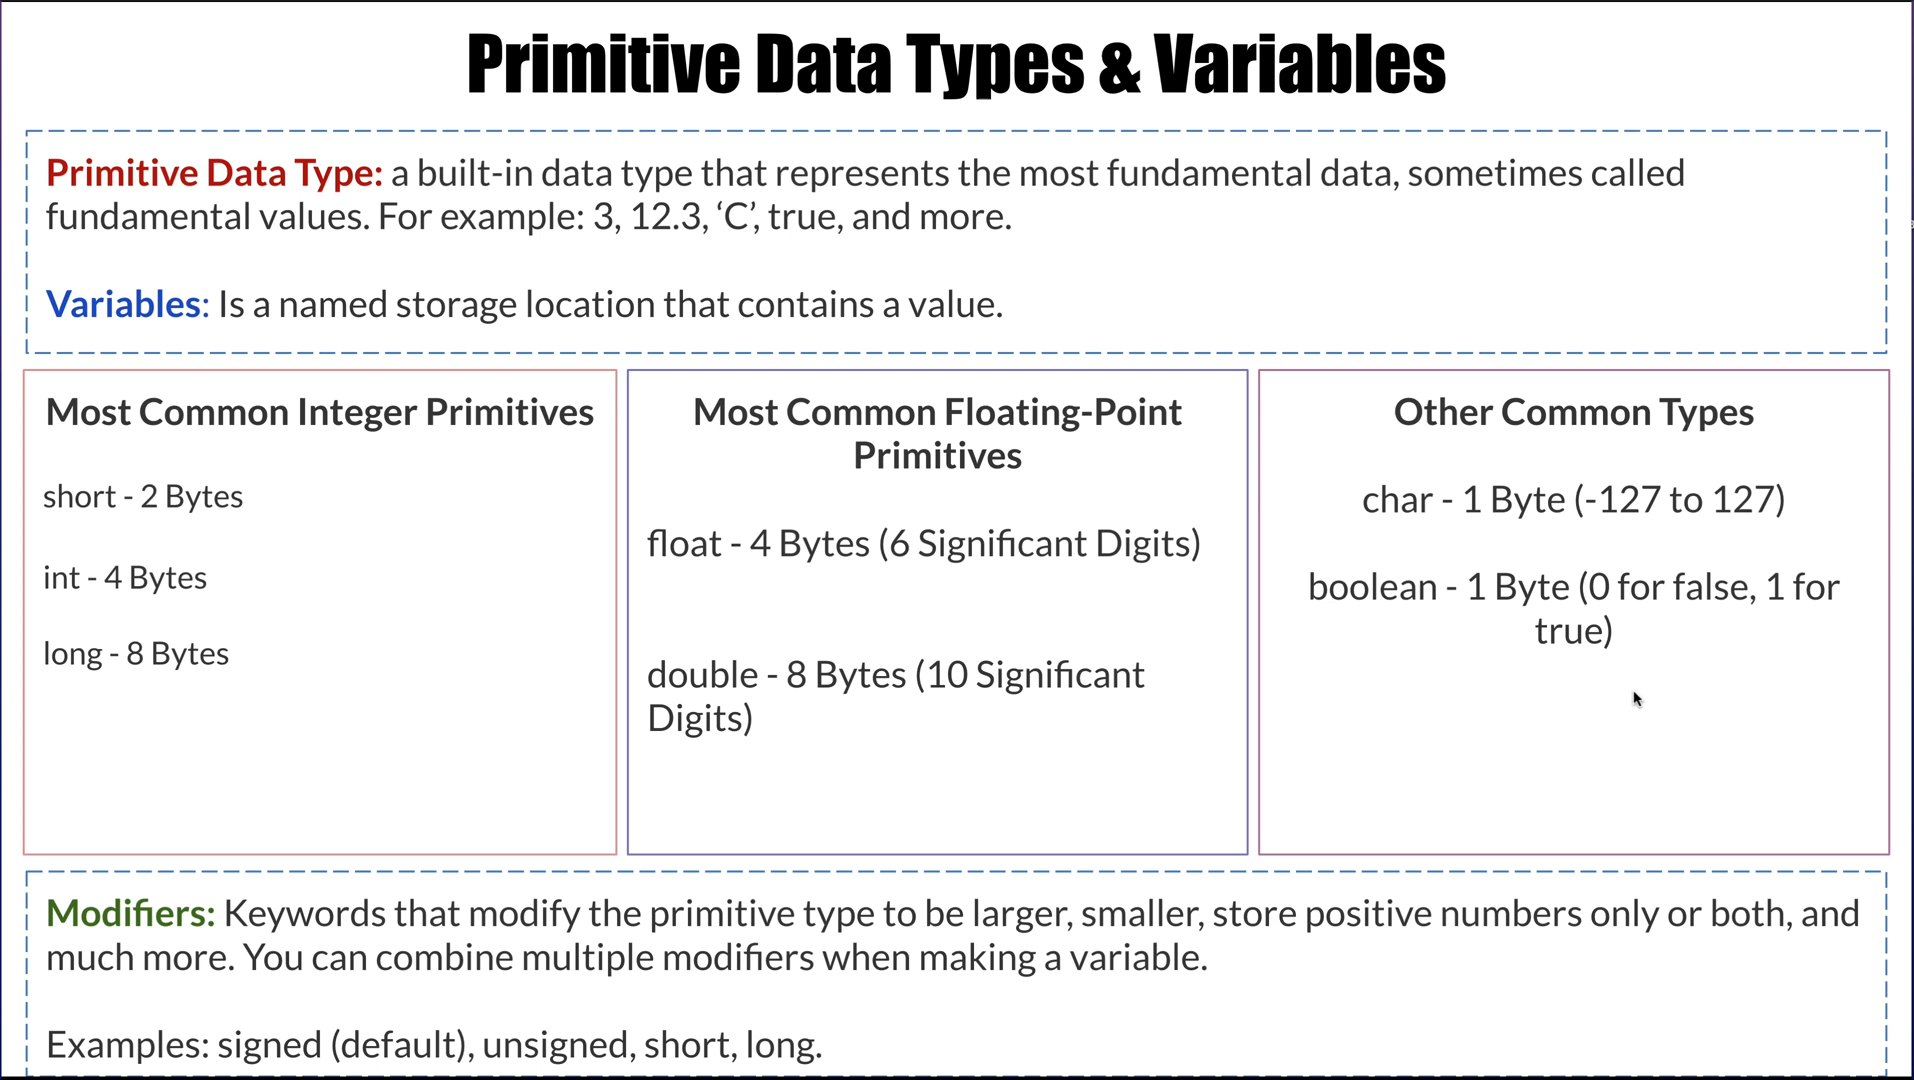 Primitive Data Types & Variables
Primitive Data Type: a built-in data type that represents the most fundamental data, sometimes called
fundamental values. For example: 3, 12.3, ‘C’, true, and more.
Variables: Is a named storage location that contains a value.
Most Common Integer Primitives
short - 2 Bytes
int - 4 Bytes
long - 8 Bytes
Most Common Floating-Point
Primitives
float - 4 Bytes (6 Significant Digits)
double - 8 Bytes (10 Significant
Digits)
Other Common Types
char - 1 Byte (-127 to 127)
boolean - 1 Byte (0 for false, 1 for
true)
Modifiers: Keywords that modify the primitive type to be larger, smaller, store positive numbers only or both, and
much more. You can combine multiple modifiers when making a variable.
Examples: signed (default), unsigned, short, long.